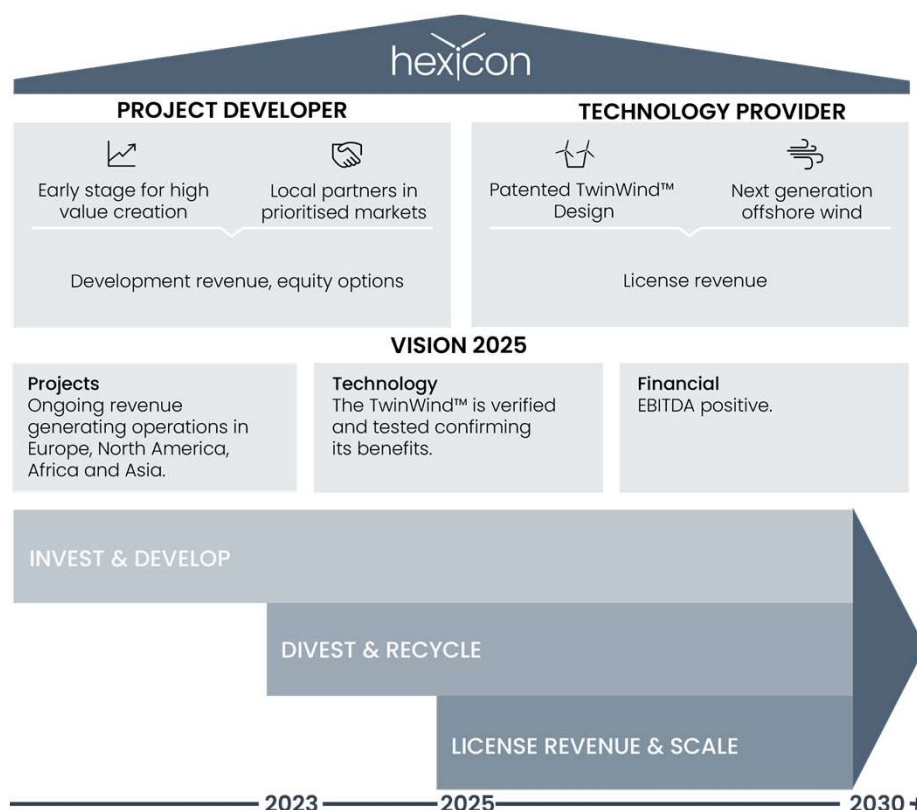 hexicon
PROJECT DEVELOPER
Early stage for high
value creation
Local partners in
prioritised markets
Development revenue, equity options
TECHNOLOGY PROVIDER
Patented TwinWind™
Design
Next generation
offshore wind
License revenue
VISION 2025
Projects
Ongoing revenue
generating operations in
Europe, North America,
Africa and Asia.
Technology
The TwinWind™ is verified
and tested confirming
its benefits.
Financial
EBITDA positive.
INVEST & DEVELOP
DIVEST & RECYCLE
LICENSE REVENUE & SCALE
2023
2025
2030